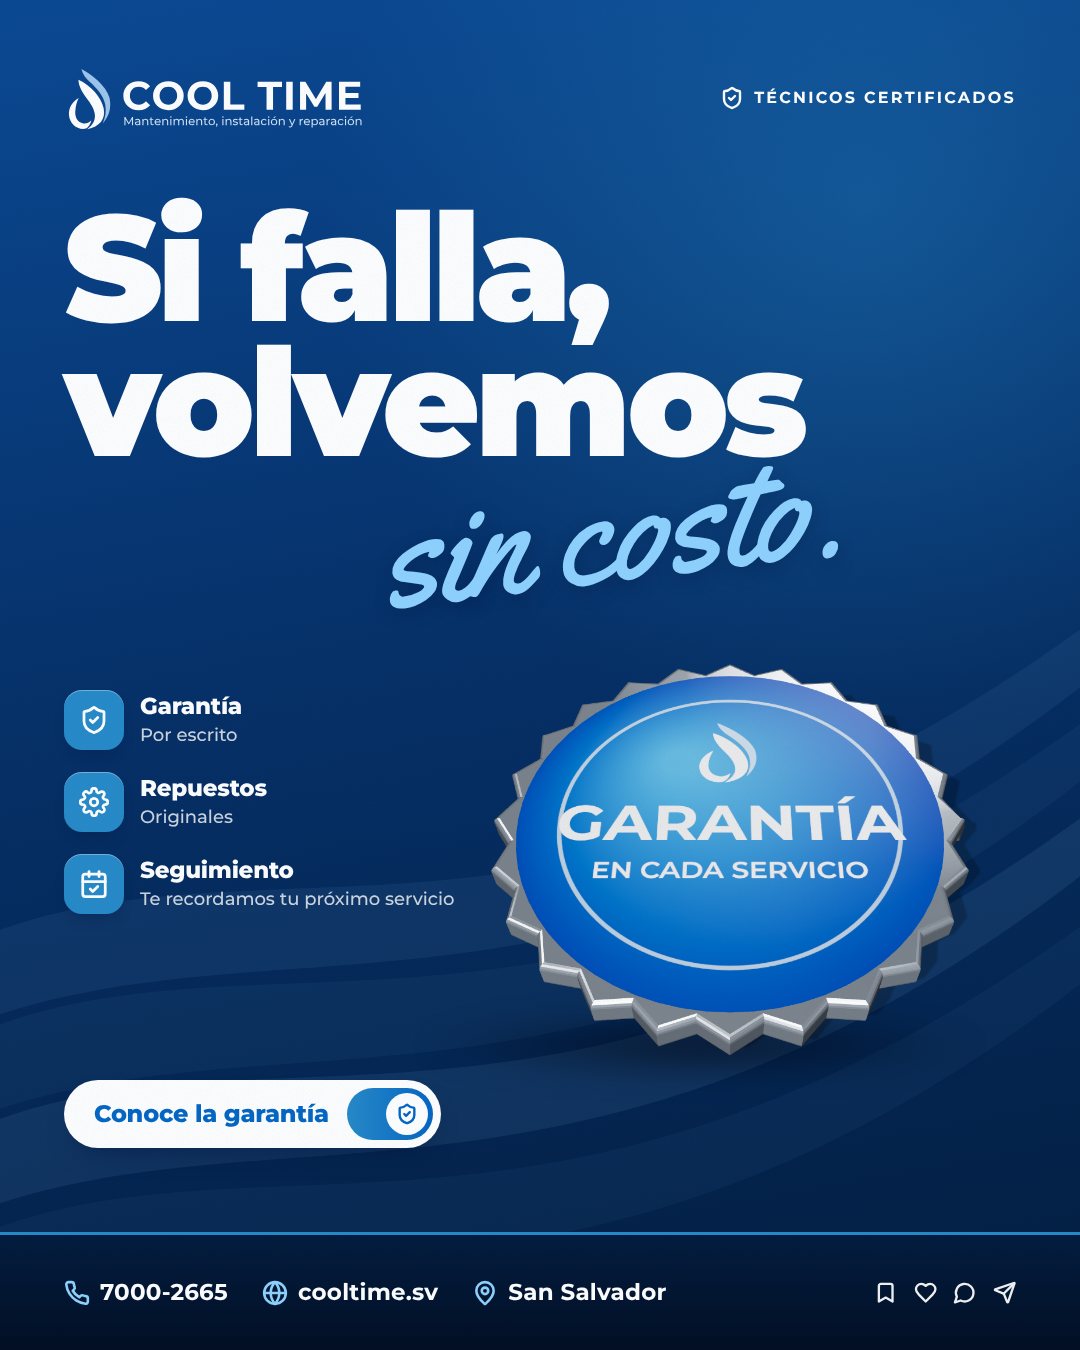 COOL TIME
Mantenimiento, instalación y reparación
TÉCNICOS CERTIFICADOS
Si falla,
volvemos
sin costo.
Garantía
Por escrito
Repuestos
Originales
Seguimiento
Te recordamos tu próximo servicio
GARANTÍA
EN CADA SERVICIO
Conoce la garantía
7000-2665
cooltime.sv
San Salvador